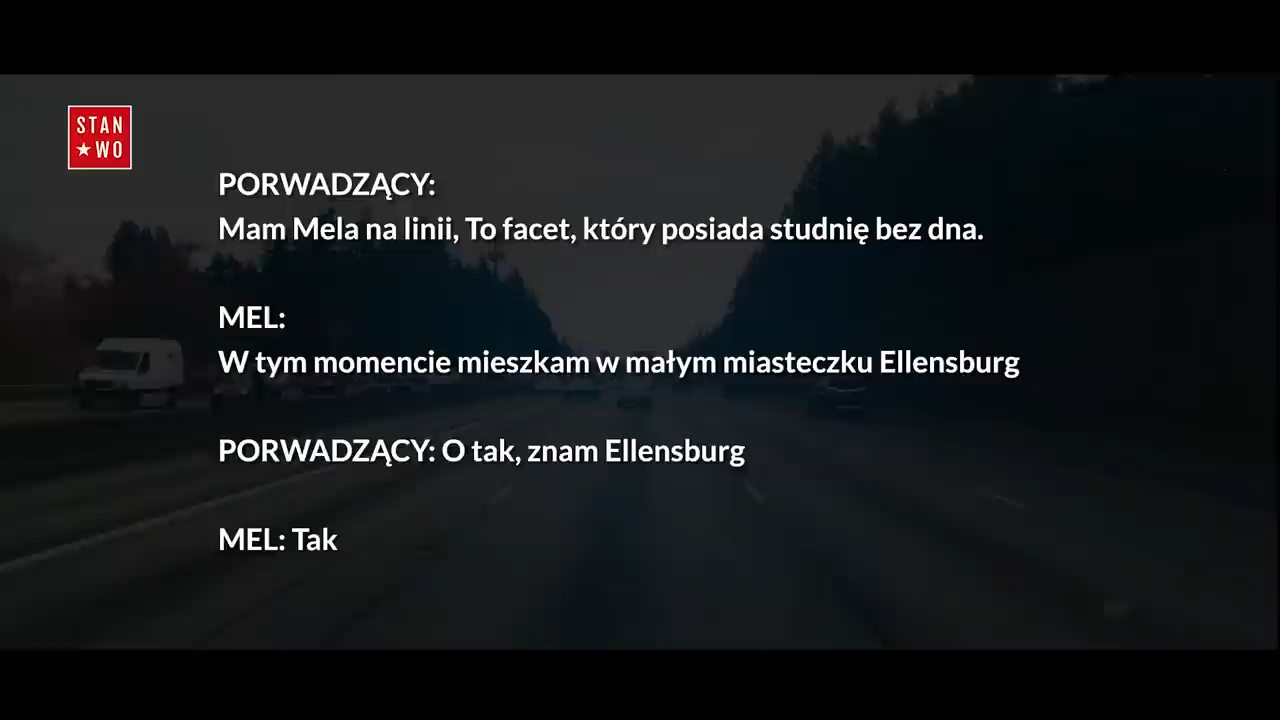 STAN
★WO
PORWADZĄCY:
Mam Mela na linii, To facet, który posiada studnię bez dna.
MEL:
W tym momencie mieszkam w małym miasteczku Ellensburg
PORWADZĄCY: O tak, znam Ellensburg
MEL: Tak